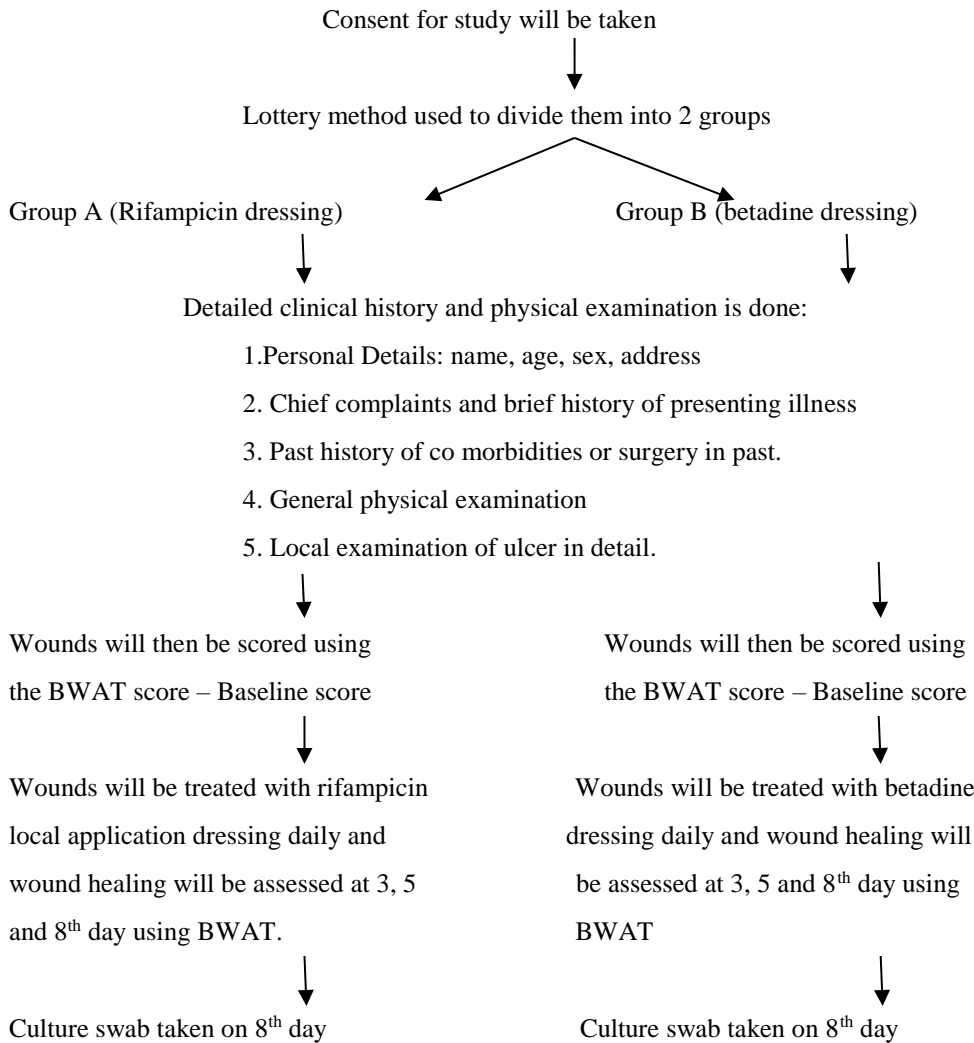 Consent for study will be taken
Lottery method used to divide them into 2 groups
Group A (Rifampicin dressing)
Group B (betadine dressing)
Detailed clinical history and physical examination is done:
1.Personal Details: name, age, sex, address
2. Chief complaints and brief history of presenting illness
3. Past history of co morbidities or surgery in past.
4. General physical examination
5. Local examination of ulcer in detail.
Wounds will then be scored using
the BWAT score – Baseline score
Wounds will then be scored using
the BWAT score – Baseline score
Wounds will be treated with rifampicin
local application dressing daily and
wound healing will be assessed at 3, 5
and 8th day using BWAT.
Wounds will be treated with betadine
dressing daily and wound healing will
be assessed at 3, 5 and 8th day using
BWAT
Culture swab taken on 8th day
Culture swab taken on 8th day